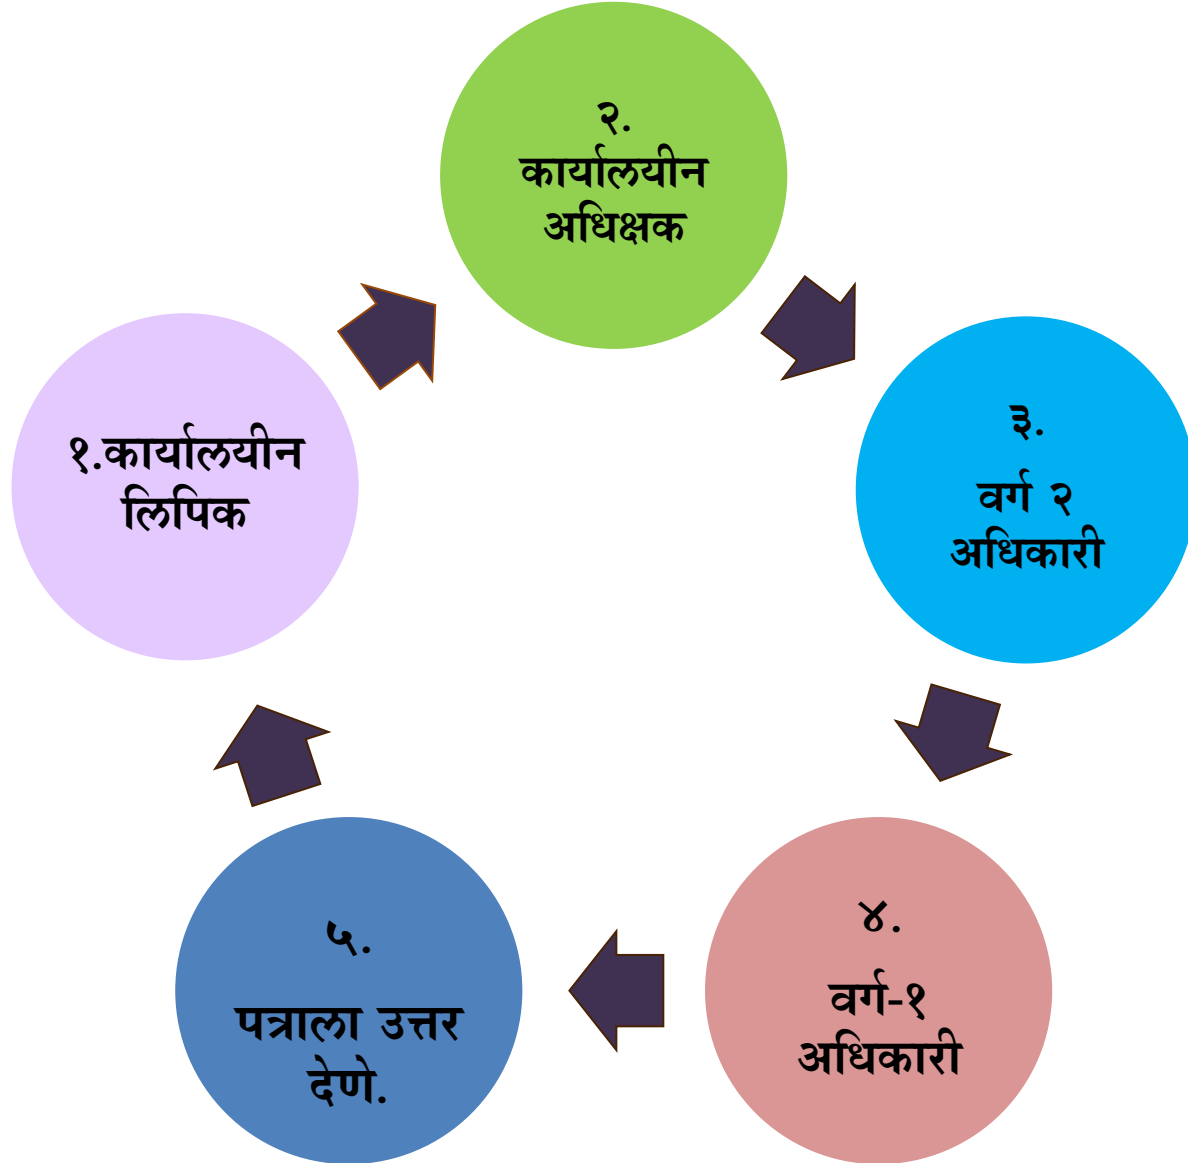 १.कार्यालयीन
लिपिक
२.
कार्यालयीन
अधिक्षक
३.
वर्ग २
अधिकारी
४.
वर्ग-१
अधिकारी
५.
पत्राला उत्तर
देणे.